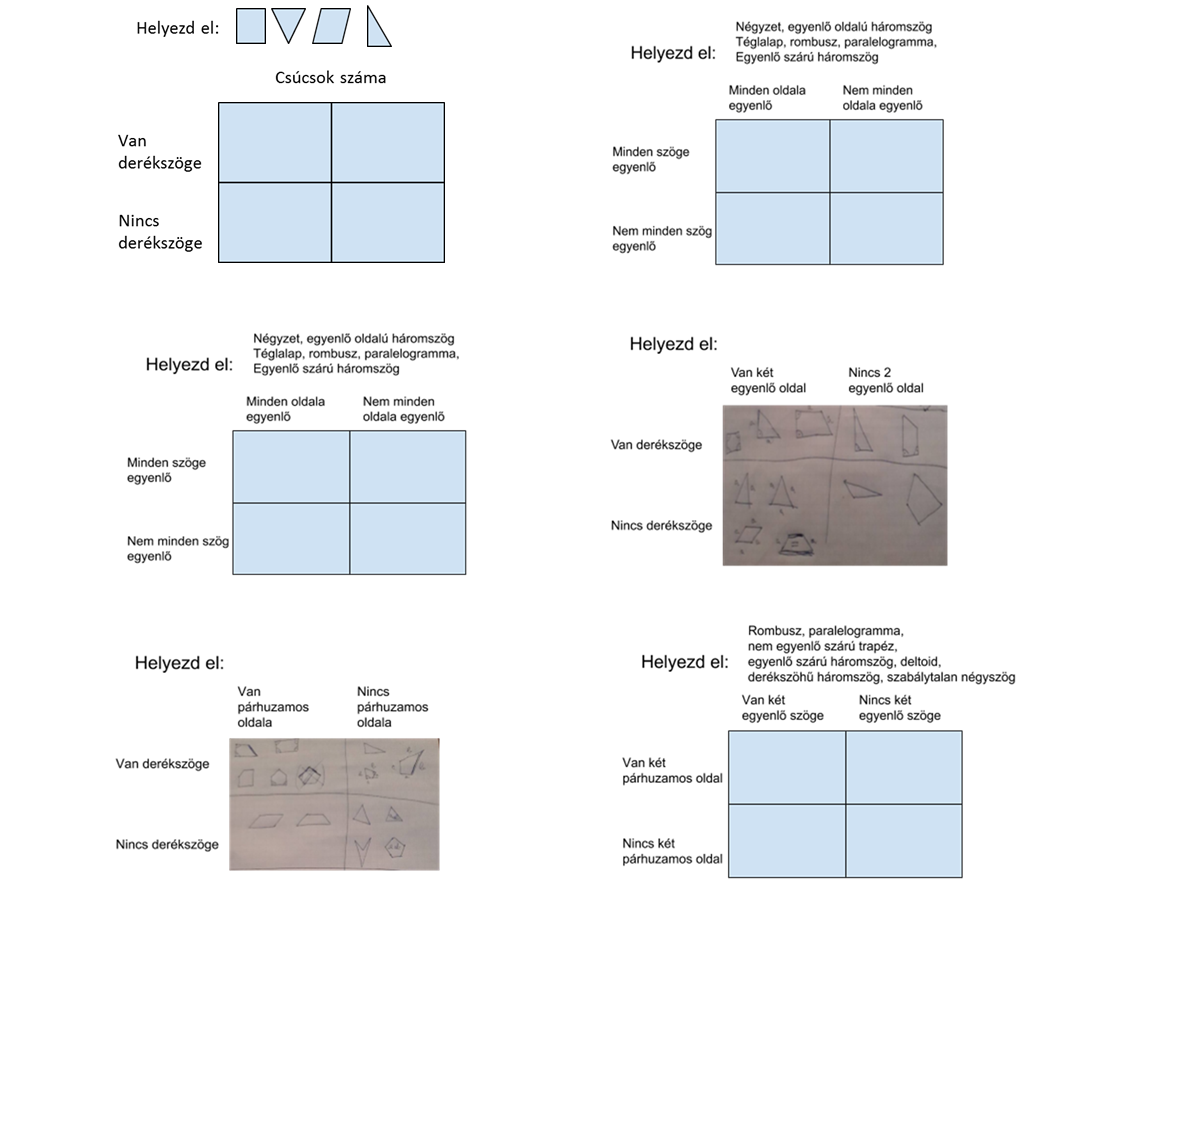 Helyezd el:
Csúcsok száma
Van
derékszöge
Nincs
derékszöge
Helyezd el:
Négyzet, egyenlő oldalú háromszög
Téglalap, rombusz, paralelogramma,
Egyenlő szárú háromszög
Minden oldala
egyenlő
Nem minden
oldala egyenlő
Minden szöge
egyenlő
Nem minden szög
egyenlő
Helyezd el:
Négyzet, egyenlő oldalú háromszög
Téglalap, rombusz, paralelogramma,
Egyenlő szárú háromszög
Minden oldala
egyenlő
Nem minden
oldala egyenlő
Minden szöge
egyenlő
Nem minden szög
egyenlő
Helyezd el:
Van két
egyenlő oldal
Nincs 2
egyenlő oldal
Van derékszöge
Nincs derékszöge
Helyezd el:
Van
párhuzamos
oldala
Nincs
párhuzamos
oldala
Van derékszöge
Nincs derékszöge
Helyezd el:
Rombusz, paralelogramma,
nem egyenlő szárú trapéz,
egyenlő szárú háromszög, deltoid,
derékszöhű háromszög, szabálytalan négyszög
Van két
egyenlő szöge
Nincs két
egyenlő szöge
Van két
párhuzamos oldal
Nincs két
párhuzamos oldal